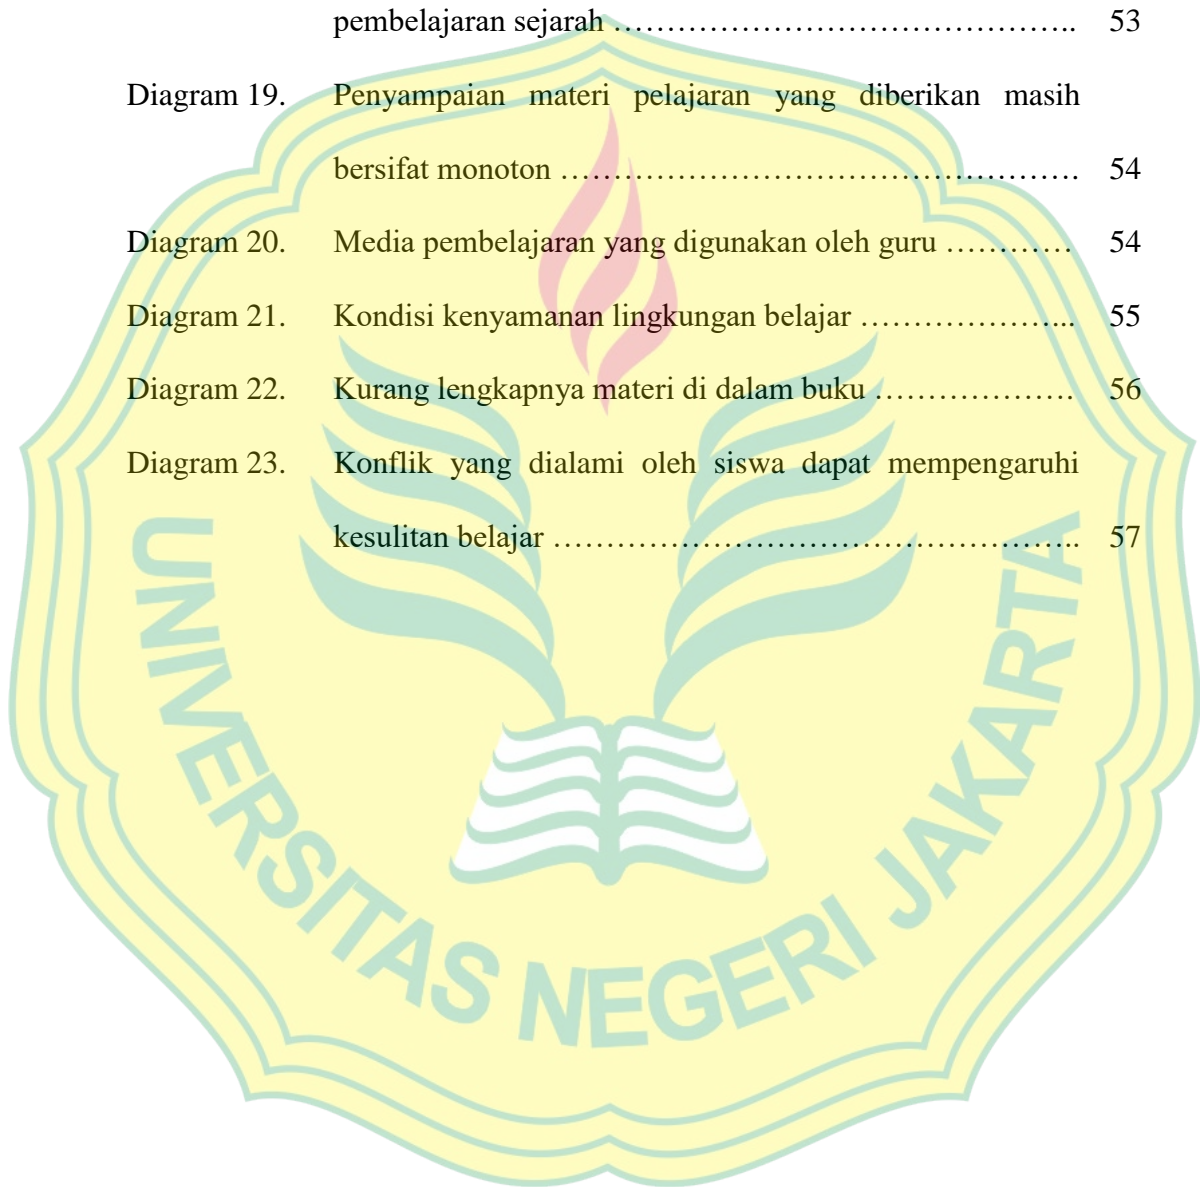 pembelajaran sejarah …………………………………….. 53
Diagram 19. Penyampaian materi pelajaran yang diberikan masih
bersifat monoton ………………………………….………. 54
Diagram 20. Media pembelajaran yang digunakan oleh guru …………. 54
Diagram 21. Kondisi kenyamanan lingkungan belajar ………………... 55
Diagram 22. Kurang lengkapnya materi di dalam buku ………………. 56
Diagram 23. Konflik yang dialami oleh siswa dapat mempengaruhi
kesulitan belajar ………………………………………….. 57
UNIVERSITAS NEGERI JAKARTA